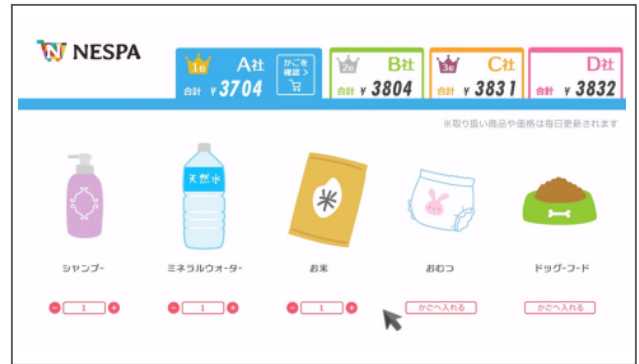 NESPA
1位 A社 かごを確認 >
合計 ¥3704
2位 B社
合計 ¥3804
3位 C社
合計 ¥3831
D社
合計 ¥3832
※取り扱い商品や価格は毎日更新されます
天然水
米
シャンプー ミネラルウォーター お米 おむつ ドッグフード
- 1 + - 1 + - 1 + かごへ入れる かごへ入れる